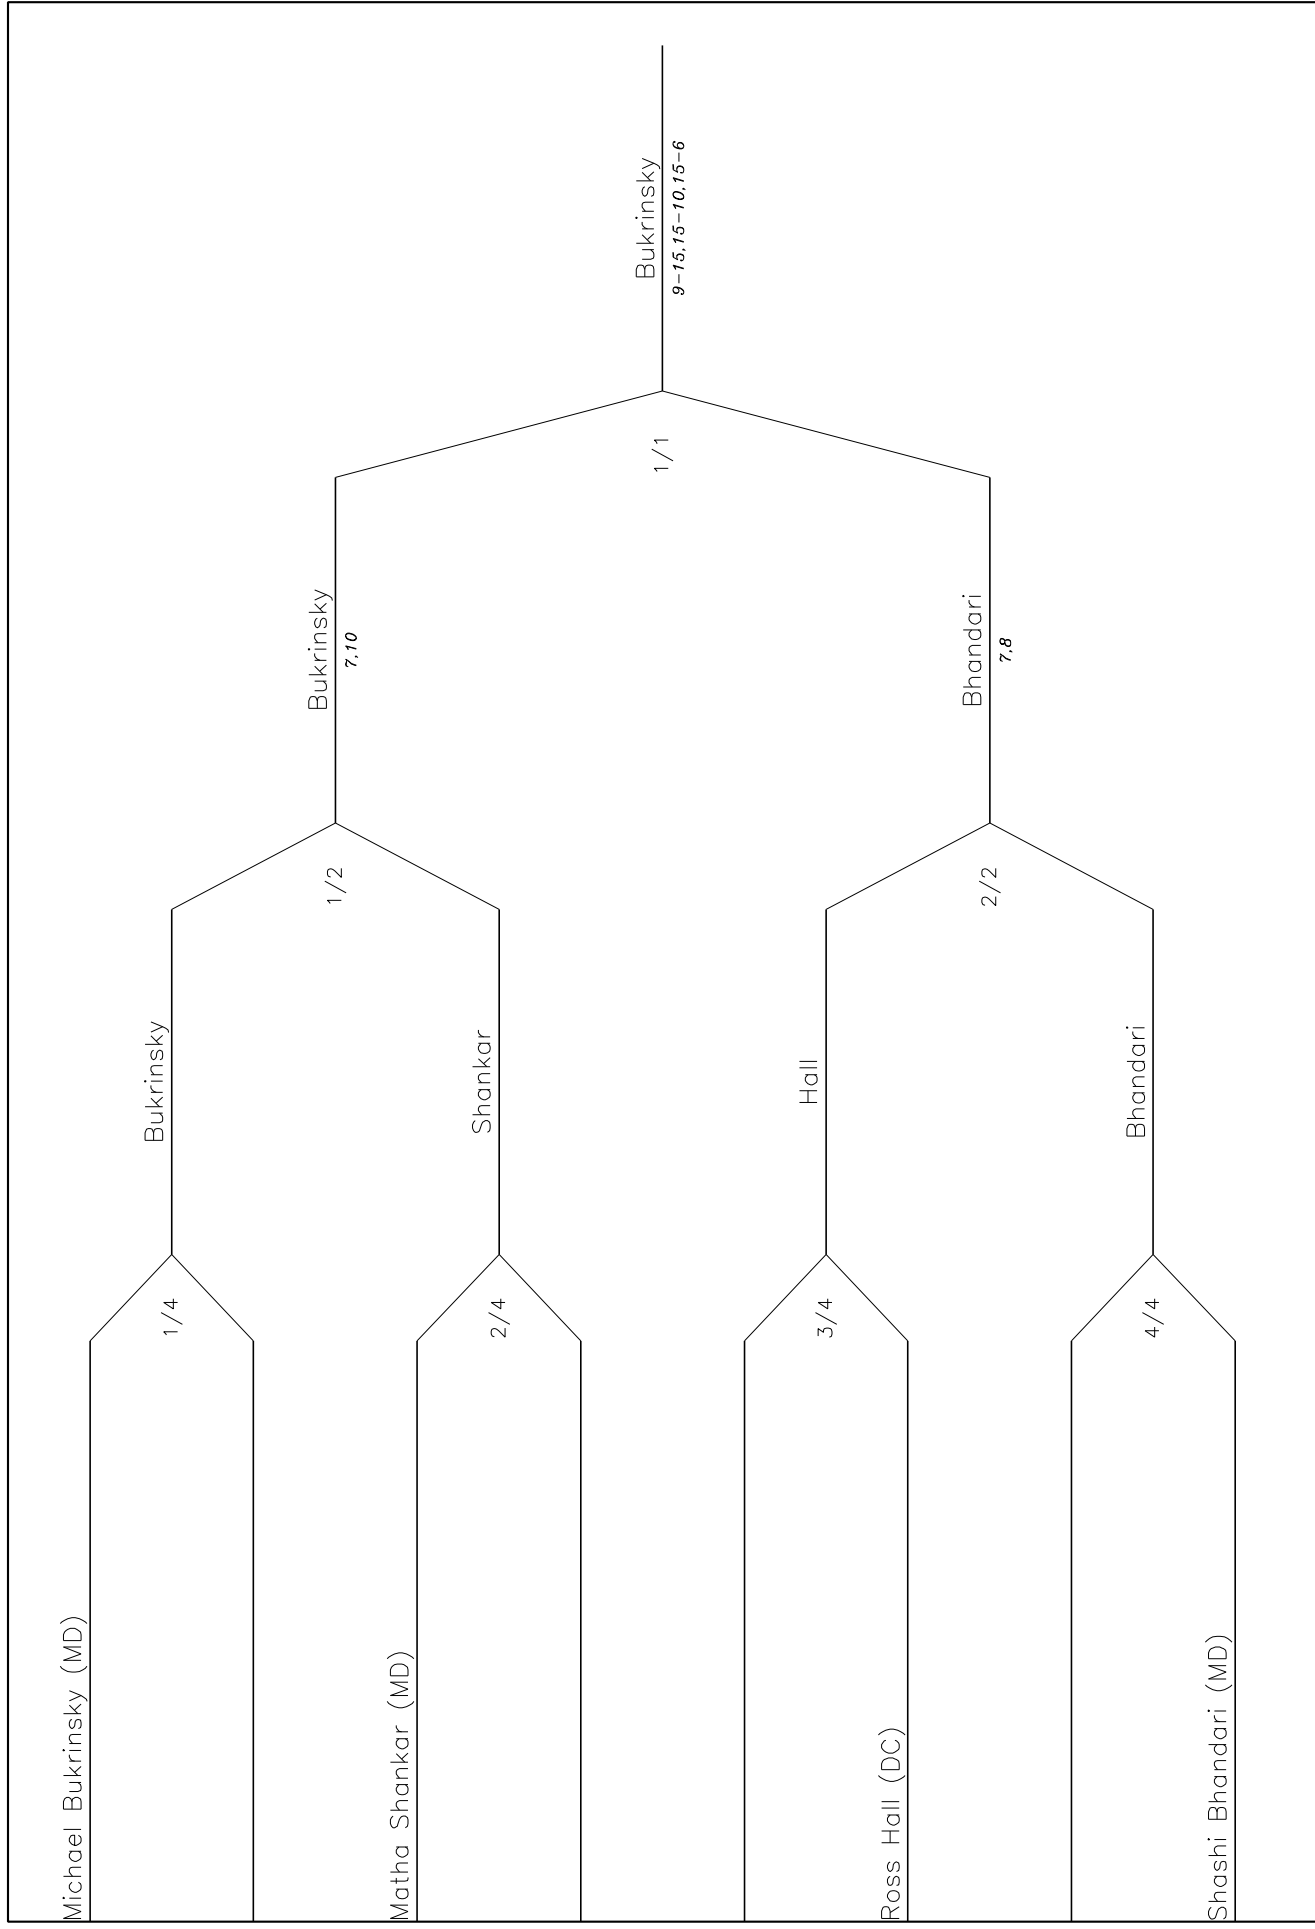 Michael Bukrinsky (MD)
1/4
Bukrinsky
Matha Shankar (MD)
2/4
Shankar
1/2
Bukrinsky
7,10
Ross Hall (DC)
3/4
Hall
Shashi Bhandari (MD)
4/4
Bhandari
2/2
Bhandari
7,8
1/1
Bukrinsky
9-15,15-10,15-6